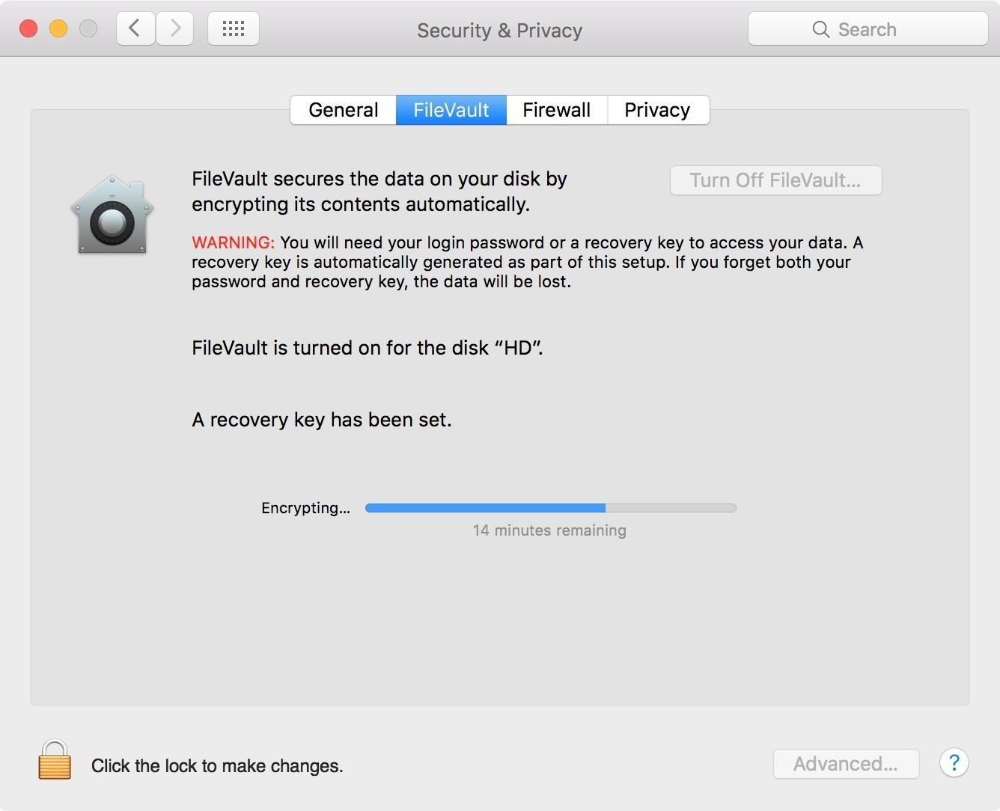 Security & Privacy
Search
General
FileVault
Firewall
Privacy
FileVault secures the data on your disk by
encrypting its contents automatically.
Turn Off FileVault...
WARNING: You will need your login password or a recovery key to access your data. A
recovery key is automatically generated as part of this setup. If you forget both your
password and recovery key, the data will be lost.
FileVault is turned on for the disk “HD”.
A recovery key has been set.
Encrypting...
14 minutes remaining
Click the lock to make changes.
Advanced...
?